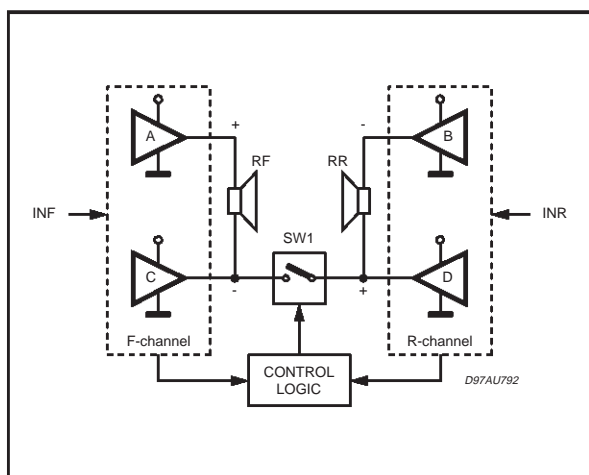 +
-
A
B
RF
RR
INF
INR
SW1
C
D
-
+
F-channel
R-channel
CONTROL
LOGIC
D97AU792